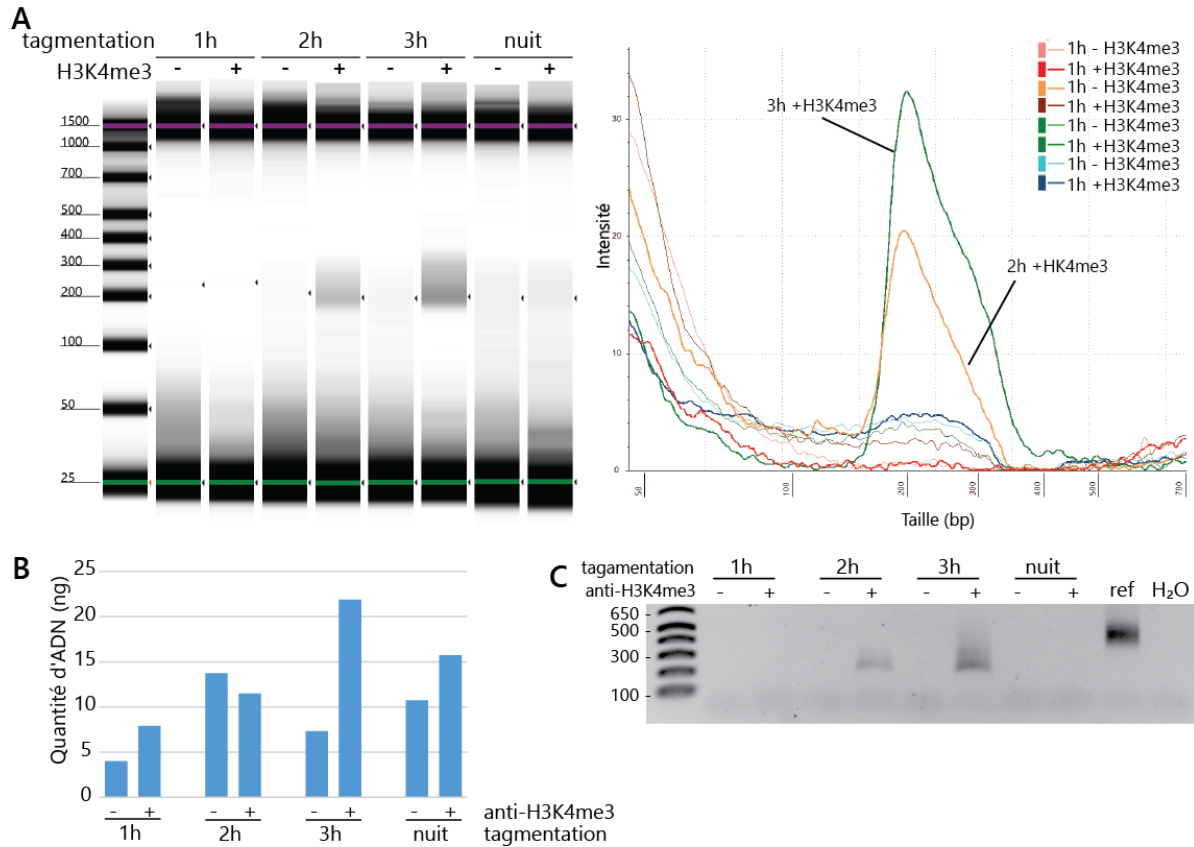 A
tagmentation 1h 2h 3h nuit
H3K4me3 - + - + - + - +
1500
1000
700
500
400
300
200
100
50
25
Intensité
30
20
10
0
50 100 200 300 400 500 700
Taille (bp)
3h +H3K4me3
2h +HK4me3
1h - H3K4me3
1h +H3K4me3
1h - H3K4me3
1h +H3K4me3
1h - H3K4me3
1h +H3K4me3
1h - H3K4me3
1h +H3K4me3
B
Quantité d'ADN (ng)
25
20
15
10
5
0
- + - + - + - + anti-H3K4me3
1h 2h 3h nuit tagmentation
C
tagamentation 1h 2h 3h nuit
anti-H3K4me3 - + - + - + - + ref H₂O
650 -
500 -
300 -
100 -